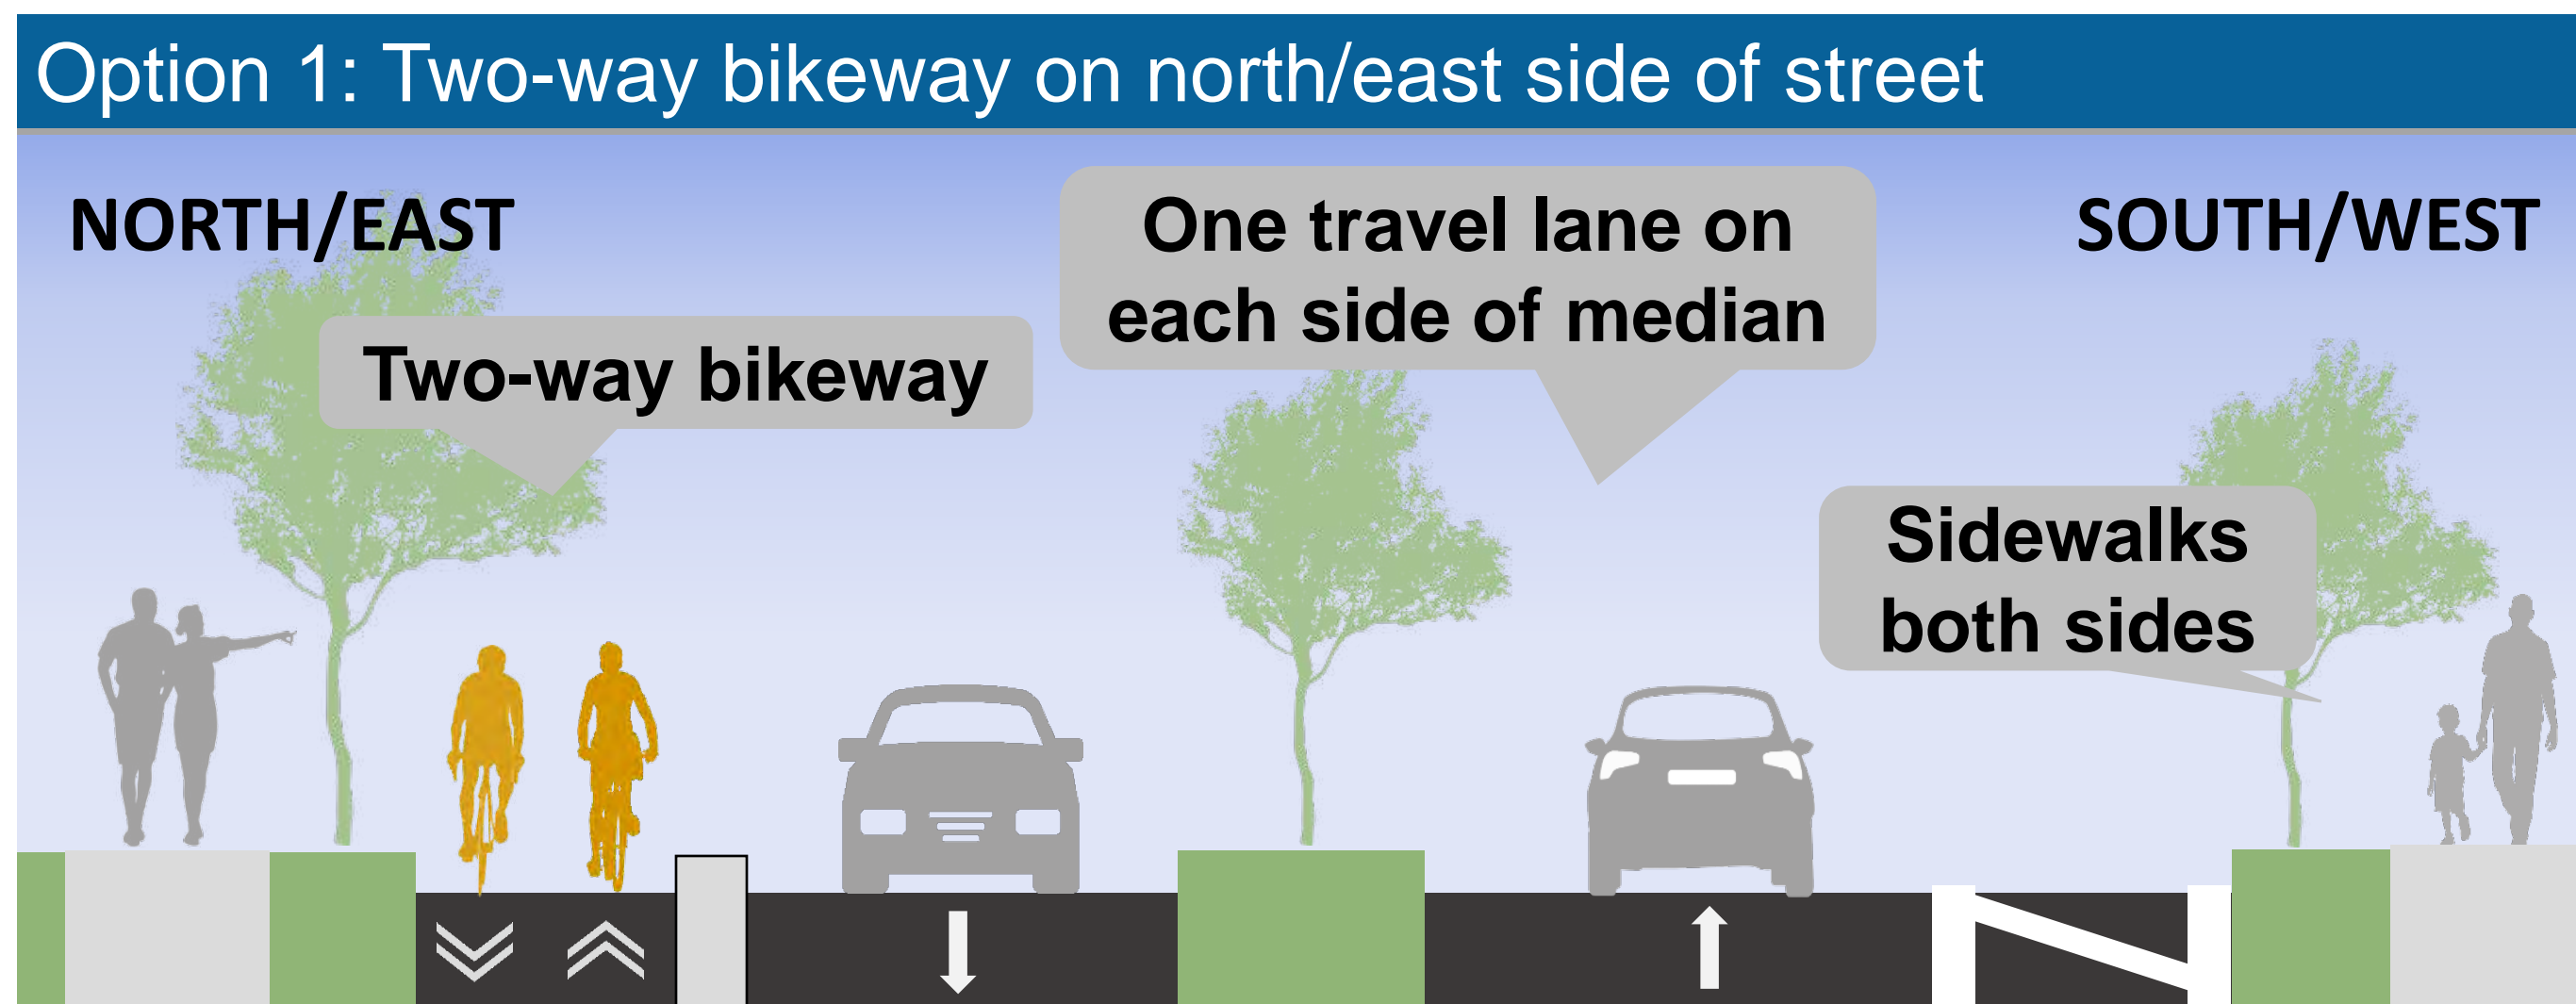 Option 1: Two-way bikeway on north/east side of street
NORTH/EAST
SOUTH/WEST
One travel lane on
each side of median
Two-way bikeway
Sidewalks
both sides